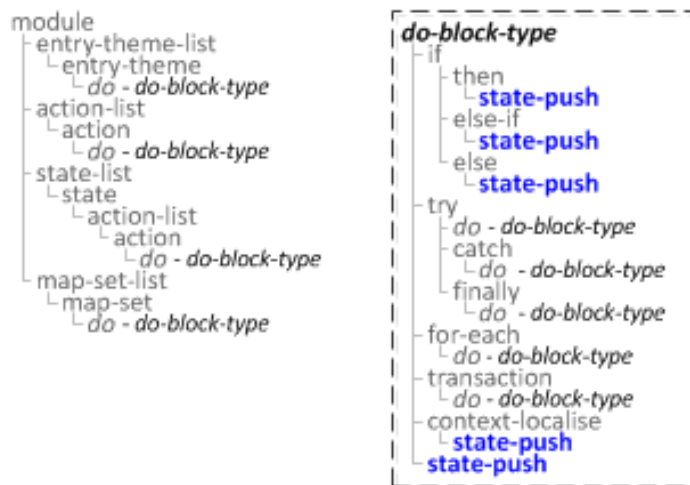 module
entry-theme-list
entry-theme
do - do-block-type
action-list
action
do - do-block-type
state-list
state
action-list
action
do - do-block-type
map-set-list
map-set
do - do-block-type
do-block-type
if
then
state-push
else-if
state-push
else
state-push
try
do - do-block-type
catch
do - do-block-type
finally
do - do-block-type
for-each
do - do-block-type
transaction
do - do-block-type
context-localise
state-push
state-push